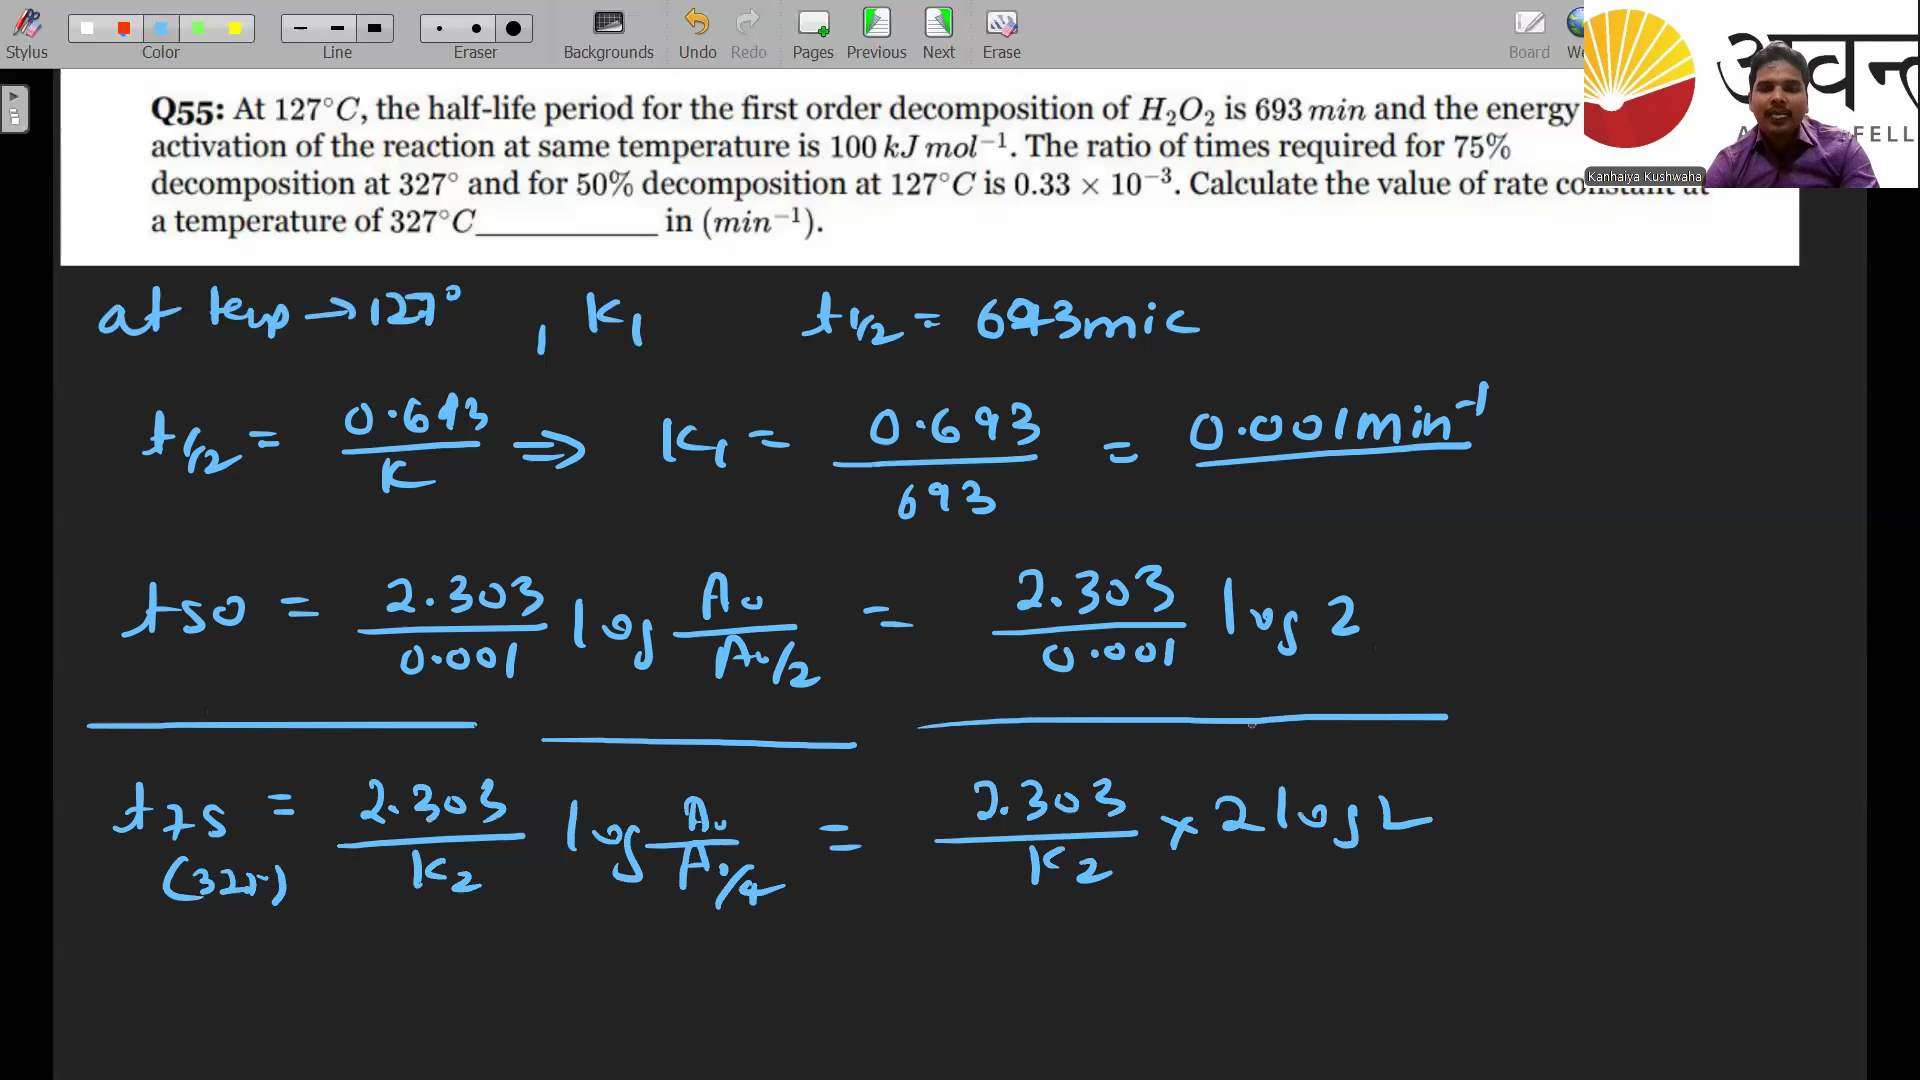 Stylus Color Line Eraser Backgrounds Undo Redo Pages Previous Next Erase Board
Q55: At 127°C, the half-life period for the first order decomposition of H₂O₂ is 693 min and the energy
activation of the reaction at same temperature is 100 kJ mol⁻¹. The ratio of times required for 75%
decomposition at 327° and for 50% decomposition at 127°C is 0.33 × 10⁻³. Calculate the value of rate constant at
a temperature of 327°C____________ in (min⁻¹).
अवन्त
FELL
Kanhaiya Kushwaha
at temp → 127° , K₁ t₁/₂ = 693 min
t₁/₂ = 0.693/K ⇒ K₁ = 0.693/693 = 0.001 min⁻¹
t50 = 2.303/0.001 log A₀/A₀/2 = 2.303/0.001 log 2
t75 = 2.303/K₂ log A₀/A₀/4 = 2.303/K₂ × 2 log 2